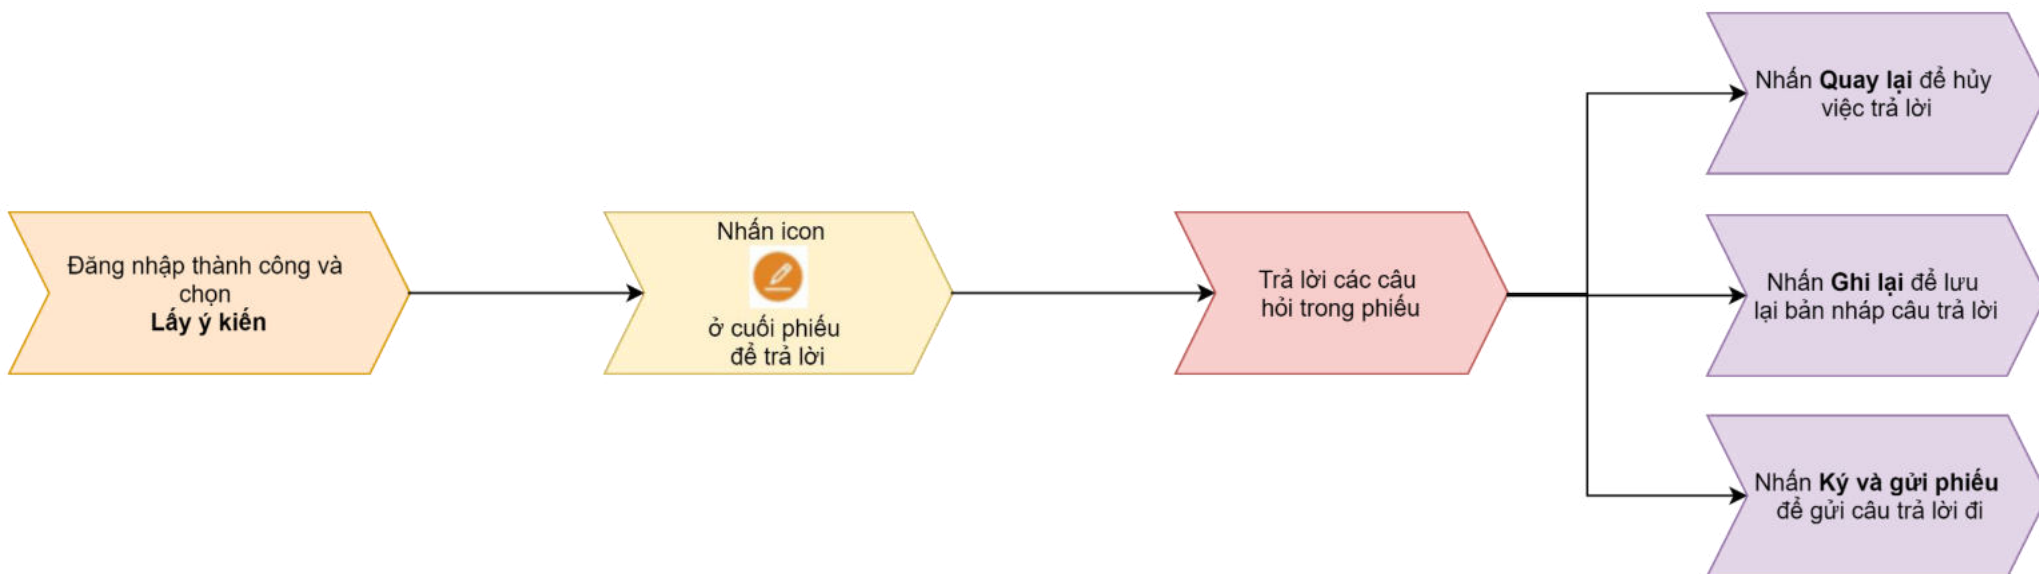 Đăng nhập thành công và
chọn
Lấy ý kiến
Nhấn icon
ở cuối phiếu
để trả lời
Trả lời các câu
hỏi trong phiếu
Nhấn Quay lại để hủy
việc trả lời
Nhấn Ghi lại để lưu
lại bản nháp câu trả lời
Nhấn Ký và gửi phiếu
để gửi câu trả lời đi